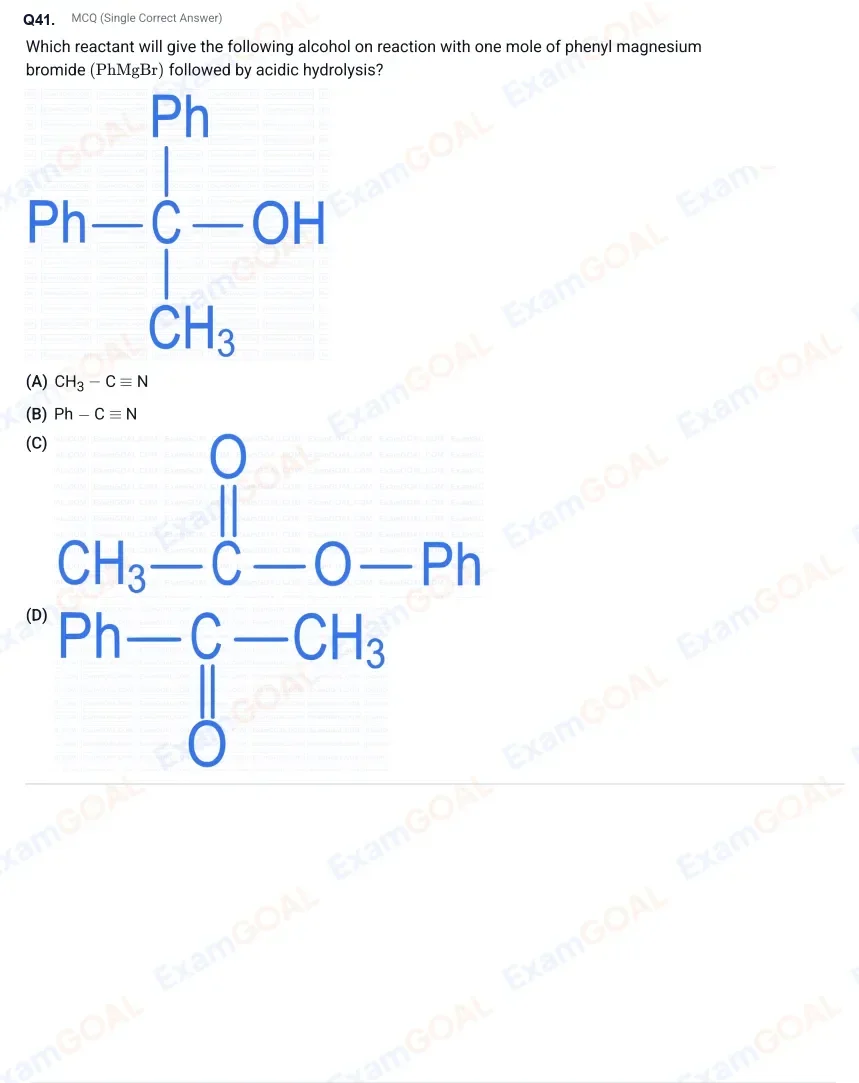 Q41. MCQ (Single Correct Answer)
Which reactant will give the following alcohol on reaction with one mole of phenyl magnesium
bromide (PhMgBr) followed by acidic hydrolysis?
Ph
Ph—C—OH
CH₃
(A) CH₃ – C ≡ N
(B) Ph – C ≡ N
(C)
O
CH₃—C—O—Ph
(D) Ph—C—CH₃
O
ExamGOAL